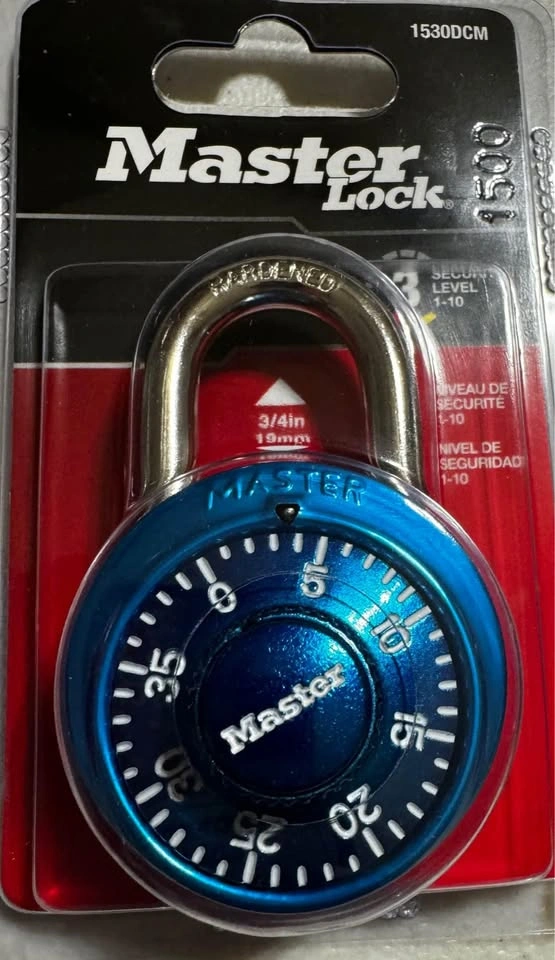 1530DCM
Master
Lock®
1500
HARDENED
3
SECURITY
LEVEL
1-10
3/4in
19mm
NIVEAU DE
SÉCURITÉ
1-10
NIVEL DE
SEGURIDAD
1-10
MASTER
0
5
10
15
20
25
30
35
Master